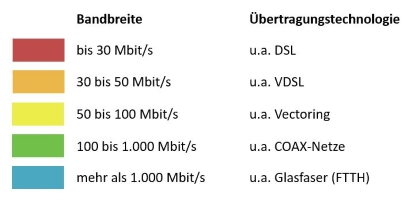 Bandbreite Übertragungstechnologie
bis 30 Mbit/s u.a. DSL
30 bis 50 Mbit/s u.a. VDSL
50 bis 100 Mbit/s u.a. Vectoring
100 bis 1.000 Mbit/s u.a. COAX-Netze
mehr als 1.000 Mbit/s u.a. Glasfaser (FTTH)